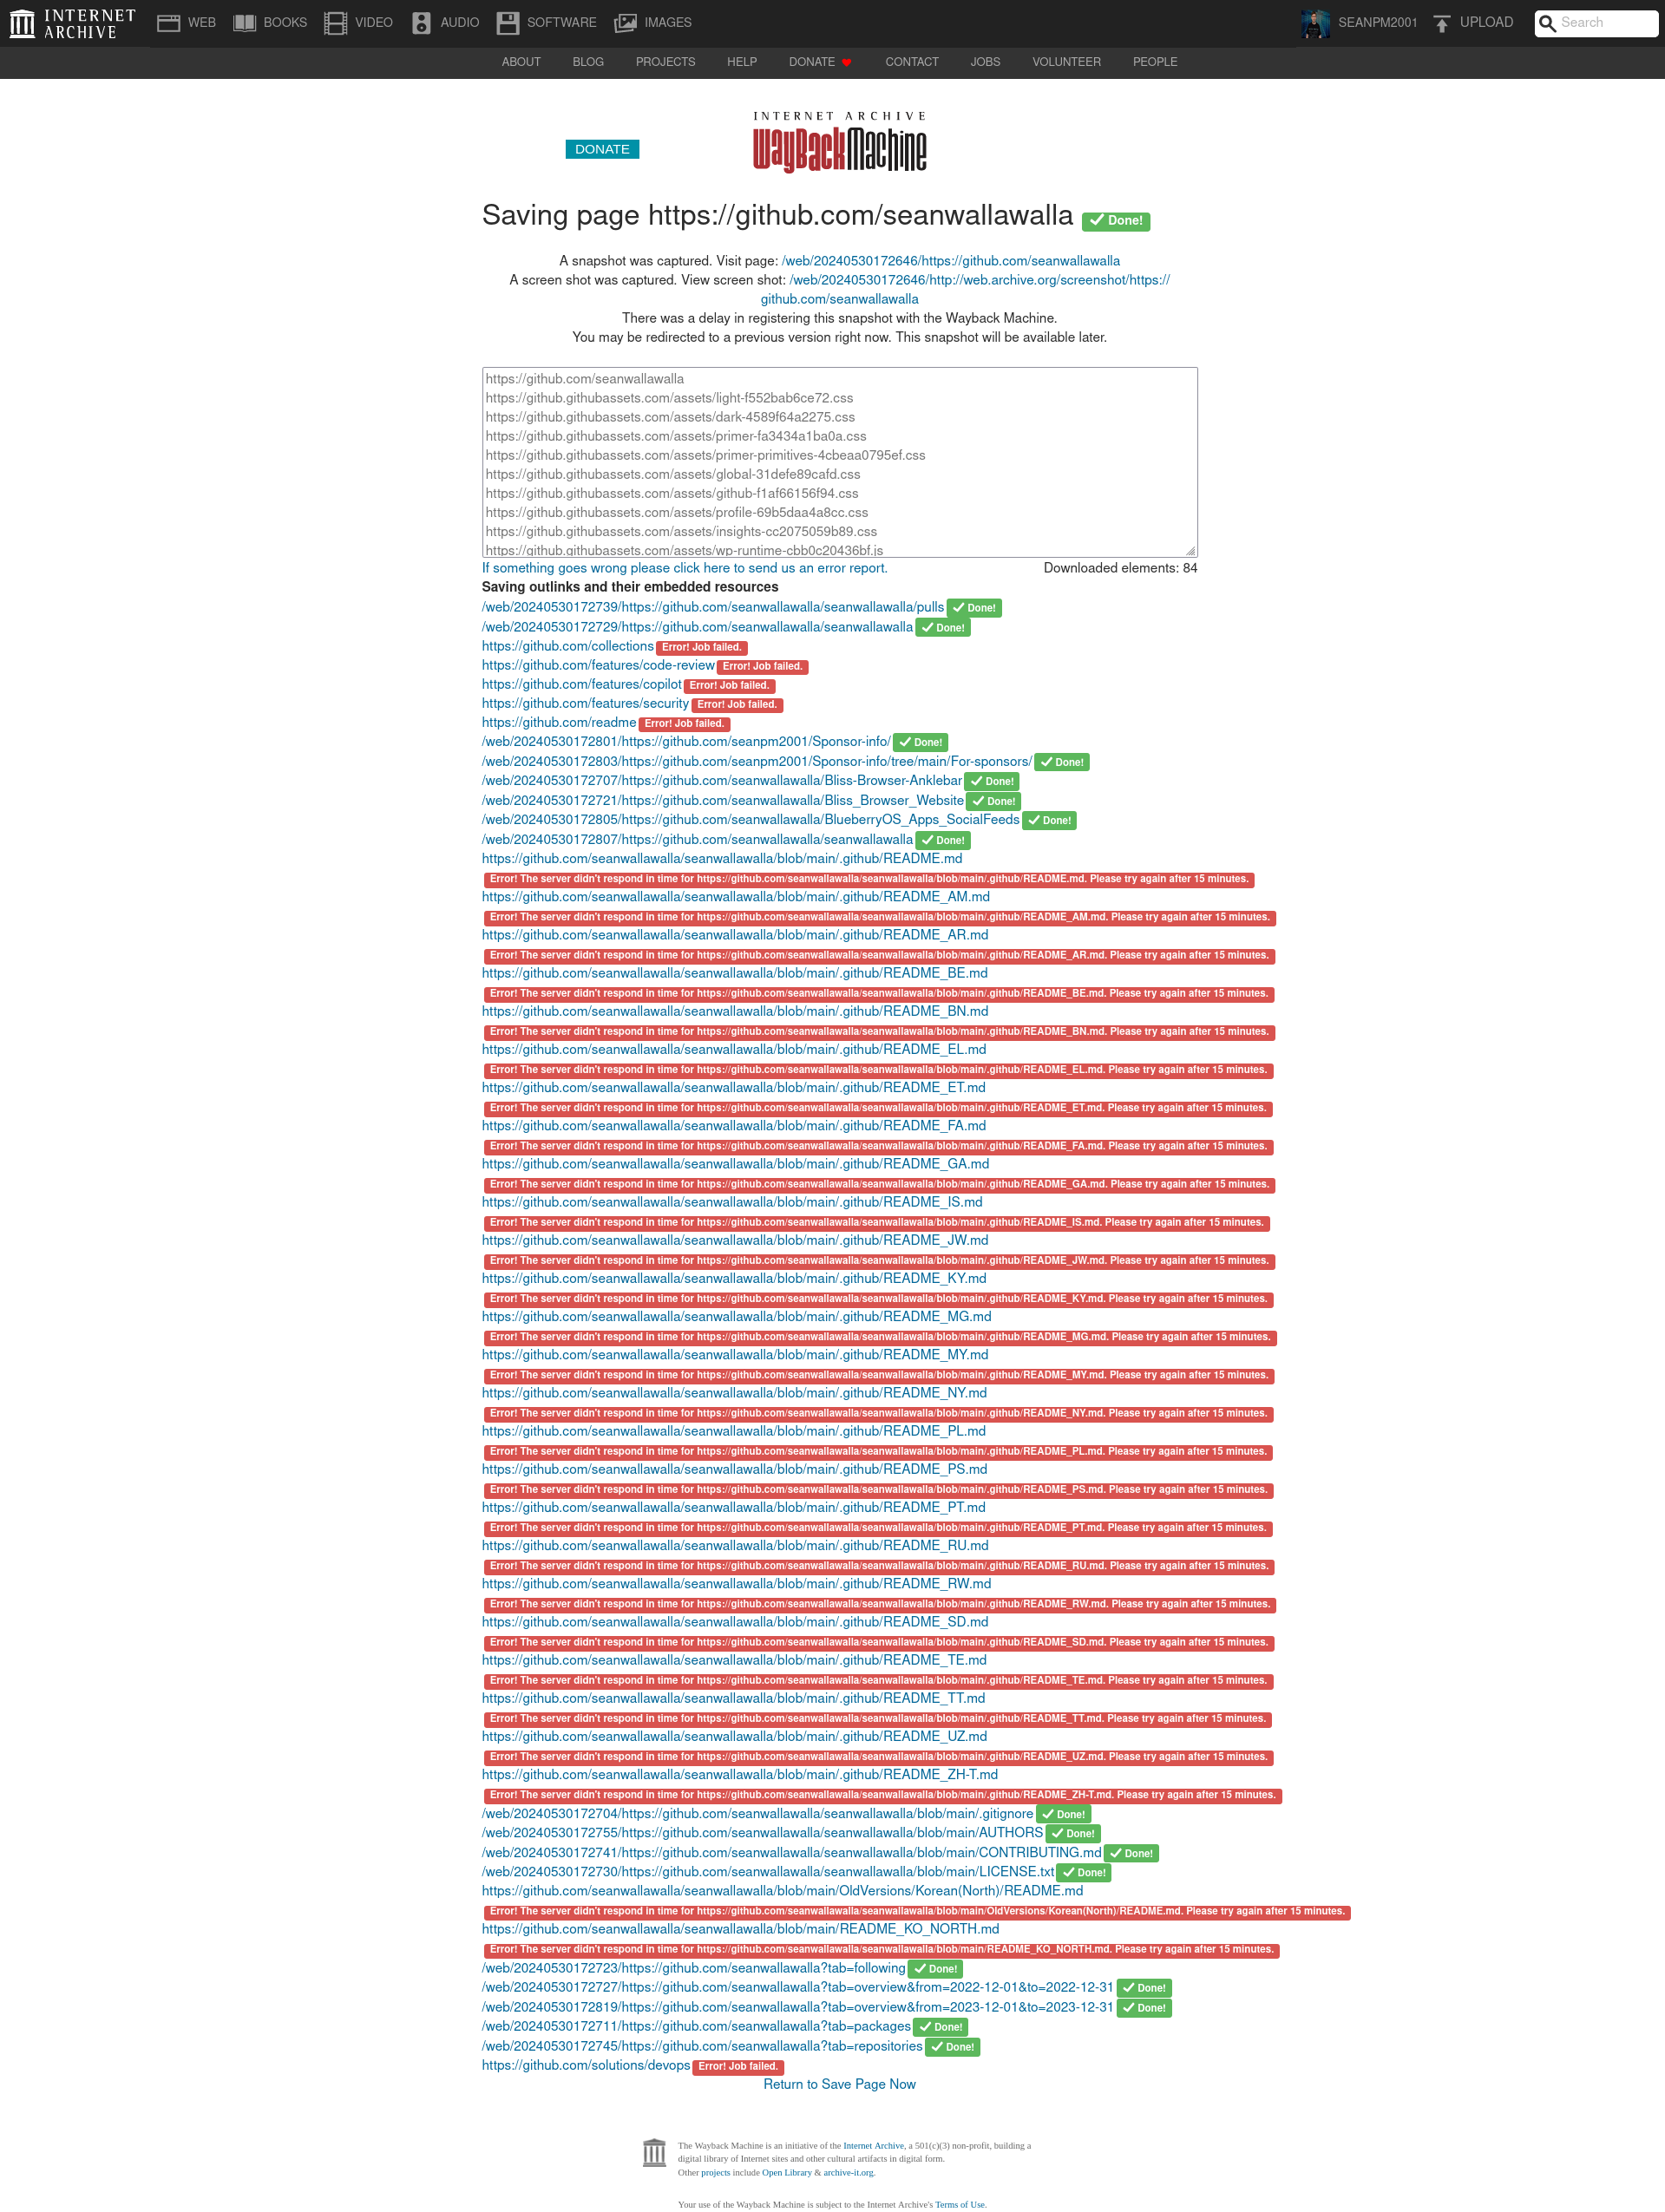 INTERNET ARCHIVE
WEB BOOKS VIDEO AUDIO SOFTWARE IMAGES SEANPM2001 UPLOAD Search
ABOUT BLOG PROJECTS HELP DONATE CONTACT JOBS VOLUNTEER PEOPLE
INTERNET ARCHIVE
DONATE WayBackMachine
Saving page https://github.com/seanwallawalla Done!
A snapshot was captured. Visit page: /web/20240530172646/https://github.com/seanwallawalla
A screen shot was captured. View screen shot: /web/20240530172646/http://web.archive.org/screenshot/https://
github.com/seanwallawalla
There was a delay in registering this snapshot with the Wayback Machine.
You may be redirected to a previous version right now. This snapshot will be available later.
https://github.com/seanwallawalla
https://github.githubassets.com/assets/light-f552bab6ce72.css
https://github.githubassets.com/assets/dark-4589f64a2275.css
https://github.githubassets.com/assets/primer-fa3434a1ba0a.css
https://github.githubassets.com/assets/primer-primitives-4cbeaa0795ef.css
https://github.githubassets.com/assets/global-31defe89cafd.css
https://github.githubassets.com/assets/github-f1af66156f94.css
https://github.githubassets.com/assets/profile-69b5daa4a8cc.css
https://github.githubassets.com/assets/insights-cc2075059b89.css
https://github.githubassets.com/assets/wp-runtime-cbb0c20436bf.js
If something goes wrong please click here to send us an error report. Downloaded elements: 84
Saving outlinks and their embedded resources
/web/20240530172739/https://github.com/seanwallawalla/seanwallawalla/pulls Done!
/web/20240530172729/https://github.com/seanwallawalla/seanwallawalla Done!
https://github.com/collections Error! Job failed.
https://github.com/features/code-review Error! Job failed.
https://github.com/features/copilot Error! Job failed.
https://github.com/features/security Error! Job failed.
https://github.com/readme Error! Job failed.
/web/20240530172801/https://github.com/seanpm2001/Sponsor-info/ Done!
/web/20240530172803/https://github.com/seanpm2001/Sponsor-info/tree/main/For-sponsors/ Done!
/web/20240530172707/https://github.com/seanwallawalla/Bliss-Browser-Anklebar Done!
/web/20240530172721/https://github.com/seanwallawalla/Bliss_Browser_Website Done!
/web/20240530172805/https://github.com/seanwallawalla/BlueberryOS_Apps_SocialFeeds Done!
/web/20240530172807/https://github.com/seanwallawalla/seanwallawalla Done!
https://github.com/seanwallawalla/seanwallawalla/blob/main/.github/README.md
Error! The server didn't respond in time for https://github.com/seanwallawalla/seanwallawalla/blob/main/.github/README.md. Please try again after 15 minutes.
https://github.com/seanwallawalla/seanwallawalla/blob/main/.github/README_AM.md
Error! The server didn't respond in time for https://github.com/seanwallawalla/seanwallawalla/blob/main/.github/README_AM.md. Please try again after 15 minutes.
https://github.com/seanwallawalla/seanwallawalla/blob/main/.github/README_AR.md
Error! The server didn't respond in time for https://github.com/seanwallawalla/seanwallawalla/blob/main/.github/README_AR.md. Please try again after 15 minutes.
https://github.com/seanwallawalla/seanwallawalla/blob/main/.github/README_BE.md
Error! The server didn't respond in time for https://github.com/seanwallawalla/seanwallawalla/blob/main/.github/README_BE.md. Please try again after 15 minutes.
https://github.com/seanwallawalla/seanwallawalla/blob/main/.github/README_BN.md
Error! The server didn't respond in time for https://github.com/seanwallawalla/seanwallawalla/blob/main/.github/README_BN.md. Please try again after 15 minutes.
https://github.com/seanwallawalla/seanwallawalla/blob/main/.github/README_EL.md
Error! The server didn't respond in time for https://github.com/seanwallawalla/seanwallawalla/blob/main/.github/README_EL.md. Please try again after 15 minutes.
https://github.com/seanwallawalla/seanwallawalla/blob/main/.github/README_ET.md
Error! The server didn't respond in time for https://github.com/seanwallawalla/seanwallawalla/blob/main/.github/README_ET.md. Please try again after 15 minutes.
https://github.com/seanwallawalla/seanwallawalla/blob/main/.github/README_FA.md
Error! The server didn't respond in time for https://github.com/seanwallawalla/seanwallawalla/blob/main/.github/README_FA.md. Please try again after 15 minutes.
https://github.com/seanwallawalla/seanwallawalla/blob/main/.github/README_GA.md
Error! The server didn't respond in time for https://github.com/seanwallawalla/seanwallawalla/blob/main/.github/README_GA.md. Please try again after 15 minutes.
https://github.com/seanwallawalla/seanwallawalla/blob/main/.github/README_IS.md
Error! The server didn't respond in time for https://github.com/seanwallawalla/seanwallawalla/blob/main/.github/README_IS.md. Please try again after 15 minutes.
https://github.com/seanwallawalla/seanwallawalla/blob/main/.github/README_JW.md
Error! The server didn't respond in time for https://github.com/seanwallawalla/seanwallawalla/blob/main/.github/README_JW.md. Please try again after 15 minutes.
https://github.com/seanwallawalla/seanwallawalla/blob/main/.github/README_KY.md
Error! The server didn't respond in time for https://github.com/seanwallawalla/seanwallawalla/blob/main/.github/README_KY.md. Please try again after 15 minutes.
https://github.com/seanwallawalla/seanwallawalla/blob/main/.github/README_MG.md
Error! The server didn't respond in time for https://github.com/seanwallawalla/seanwallawalla/blob/main/.github/README_MG.md. Please try again after 15 minutes.
https://github.com/seanwallawalla/seanwallawalla/blob/main/.github/README_MY.md
Error! The server didn't respond in time for https://github.com/seanwallawalla/seanwallawalla/blob/main/.github/README_MY.md. Please try again after 15 minutes.
https://github.com/seanwallawalla/seanwallawalla/blob/main/.github/README_NY.md
Error! The server didn't respond in time for https://github.com/seanwallawalla/seanwallawalla/blob/main/.github/README_NY.md. Please try again after 15 minutes.
https://github.com/seanwallawalla/seanwallawalla/blob/main/.github/README_PL.md
Error! The server didn't respond in time for https://github.com/seanwallawalla/seanwallawalla/blob/main/.github/README_PL.md. Please try again after 15 minutes.
https://github.com/seanwallawalla/seanwallawalla/blob/main/.github/README_PS.md
Error! The server didn't respond in time for https://github.com/seanwallawalla/seanwallawalla/blob/main/.github/README_PS.md. Please try again after 15 minutes.
https://github.com/seanwallawalla/seanwallawalla/blob/main/.github/README_PT.md
Error! The server didn't respond in time for https://github.com/seanwallawalla/seanwallawalla/blob/main/.github/README_PT.md. Please try again after 15 minutes.
https://github.com/seanwallawalla/seanwallawalla/blob/main/.github/README_RU.md
Error! The server didn't respond in time for https://github.com/seanwallawalla/seanwallawalla/blob/main/.github/README_RU.md. Please try again after 15 minutes.
https://github.com/seanwallawalla/seanwallawalla/blob/main/.github/README_RW.md
Error! The server didn't respond in time for https://github.com/seanwallawalla/seanwallawalla/blob/main/.github/README_RW.md. Please try again after 15 minutes.
https://github.com/seanwallawalla/seanwallawalla/blob/main/.github/README_SD.md
Error! The server didn't respond in time for https://github.com/seanwallawalla/seanwallawalla/blob/main/.github/README_SD.md. Please try again after 15 minutes.
https://github.com/seanwallawalla/seanwallawalla/blob/main/.github/README_TE.md
Error! The server didn't respond in time for https://github.com/seanwallawalla/seanwallawalla/blob/main/.github/README_TE.md. Please try again after 15 minutes.
https://github.com/seanwallawalla/seanwallawalla/blob/main/.github/README_TT.md
Error! The server didn't respond in time for https://github.com/seanwallawalla/seanwallawalla/blob/main/.github/README_TT.md. Please try again after 15 minutes.
https://github.com/seanwallawalla/seanwallawalla/blob/main/.github/README_UZ.md
Error! The server didn't respond in time for https://github.com/seanwallawalla/seanwallawalla/blob/main/.github/README_UZ.md. Please try again after 15 minutes.
https://github.com/seanwallawalla/seanwallawalla/blob/main/.github/README_ZH-T.md
Error! The server didn't respond in time for https://github.com/seanwallawalla/seanwallawalla/blob/main/.github/README_ZH-T.md. Please try again after 15 minutes.
/web/20240530172704/https://github.com/seanwallawalla/seanwallawalla/blob/main/.gitignore Done!
/web/20240530172755/https://github.com/seanwallawalla/seanwallawalla/blob/main/AUTHORS Done!
/web/20240530172741/https://github.com/seanwallawalla/seanwallawalla/blob/main/CONTRIBUTING.md Done!
/web/20240530172730/https://github.com/seanwallawalla/seanwallawalla/blob/main/LICENSE.txt Done!
https://github.com/seanwallawalla/seanwallawalla/blob/main/OldVersions/Korean(North)/README.md
Error! The server didn't respond in time for https://github.com/seanwallawalla/seanwallawalla/blob/main/OldVersions/Korean(North)/README.md. Please try again after 15 minutes.
https://github.com/seanwallawalla/seanwallawalla/blob/main/README_KO_NORTH.md
Error! The server didn't respond in time for https://github.com/seanwallawalla/seanwallawalla/blob/main/README_KO_NORTH.md. Please try again after 15 minutes.
/web/20240530172723/https://github.com/seanwallawalla?tab=following Done!
/web/20240530172727/https://github.com/seanwallawalla?tab=overview&from=2022-12-01&to=2022-12-31 Done!
/web/20240530172819/https://github.com/seanwallawalla?tab=overview&from=2023-12-01&to=2023-12-31 Done!
/web/20240530172711/https://github.com/seanwallawalla?tab=packages Done!
/web/20240530172745/https://github.com/seanwallawalla?tab=repositories Done!
https://github.com/solutions/devops Error! Job failed.
Return to Save Page Now
The Wayback Machine is an initiative of the Internet Archive, a 501(c)(3) non-profit, building a
digital library of Internet sites and other cultural artifacts in digital form.
Other projects include Open Library & archive-it.org.
Your use of the Wayback Machine is subject to the Internet Archive's Terms of Use.